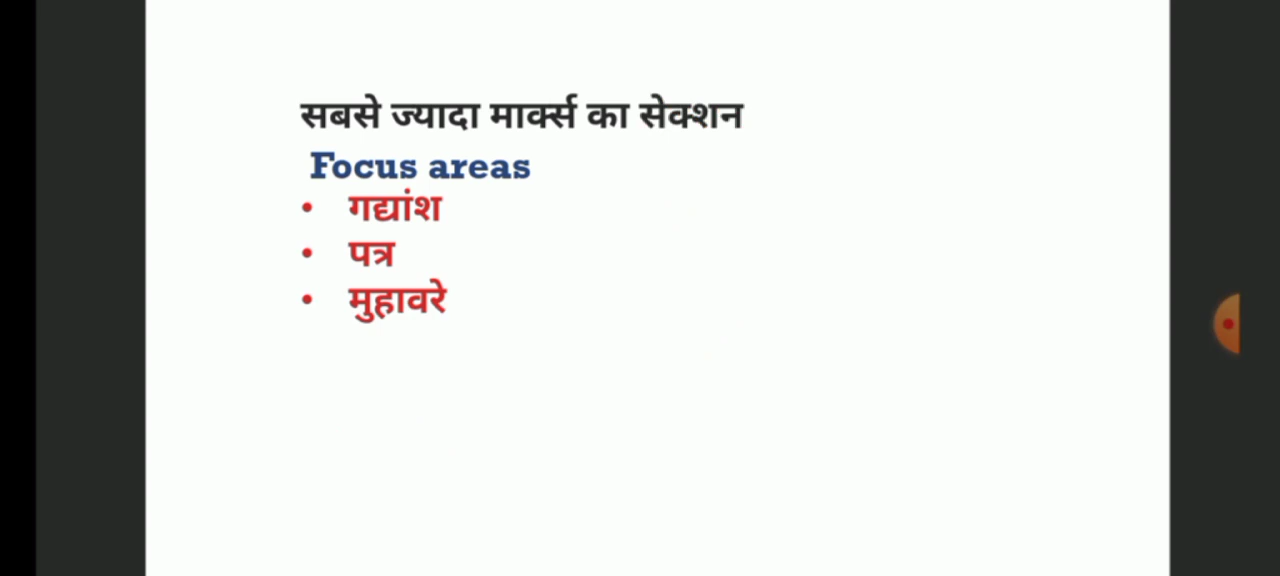 सबसे ज्यादा मार्क्स का सेक्शन
Focus areas
• गद्यांश
• पत्र
• मुहावरे